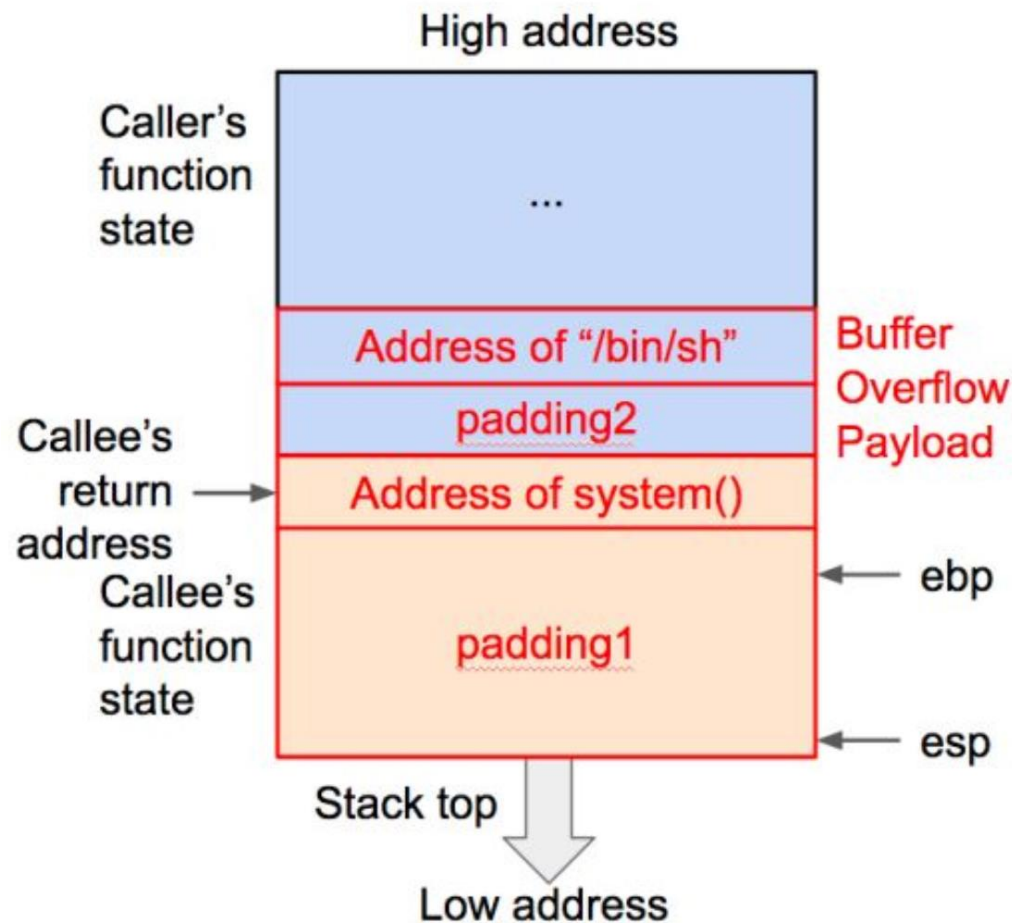 High address
Caller’s
function
state
...
Address of “/bin/sh”
padding2
Buffer
Overflow
Payload
Callee’s
return
address
Address of system()
Callee’s
function
state
padding1
ebp
esp
Stack top
Low address